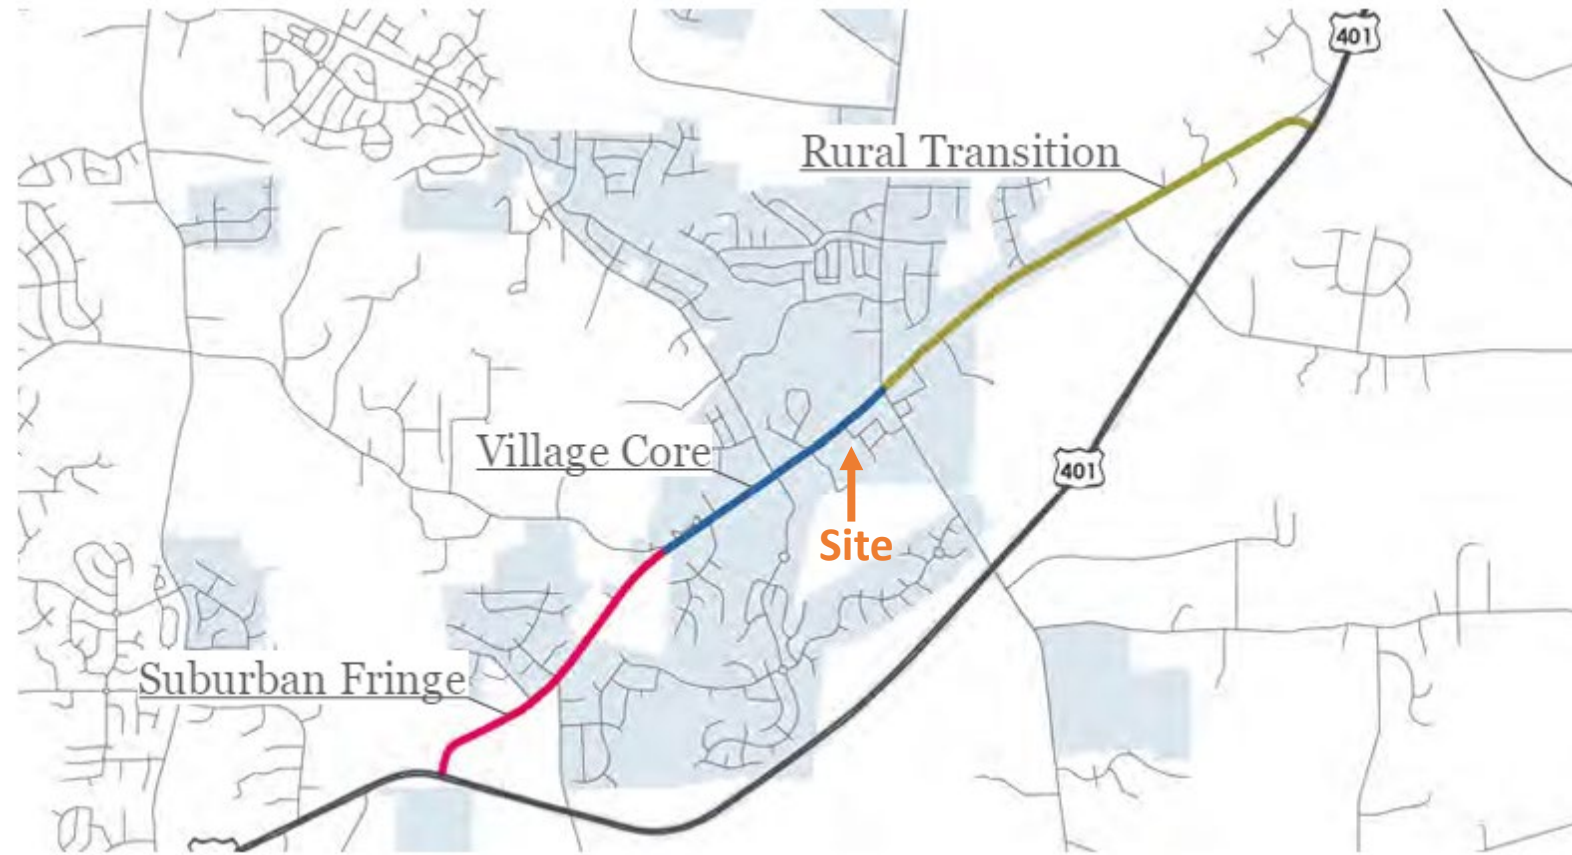 401
Rural Transition
Village Core
401
Site
Suburban Fringe